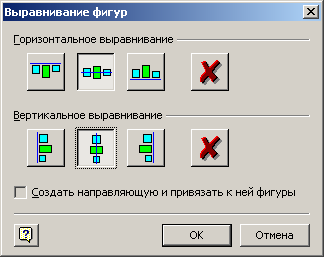 Выравнивание фигур
Горизонтальное выравнивание
Вертикальное выравнивание
Создать направляющую и привязать к ней фигуры
?
OK
Отмена